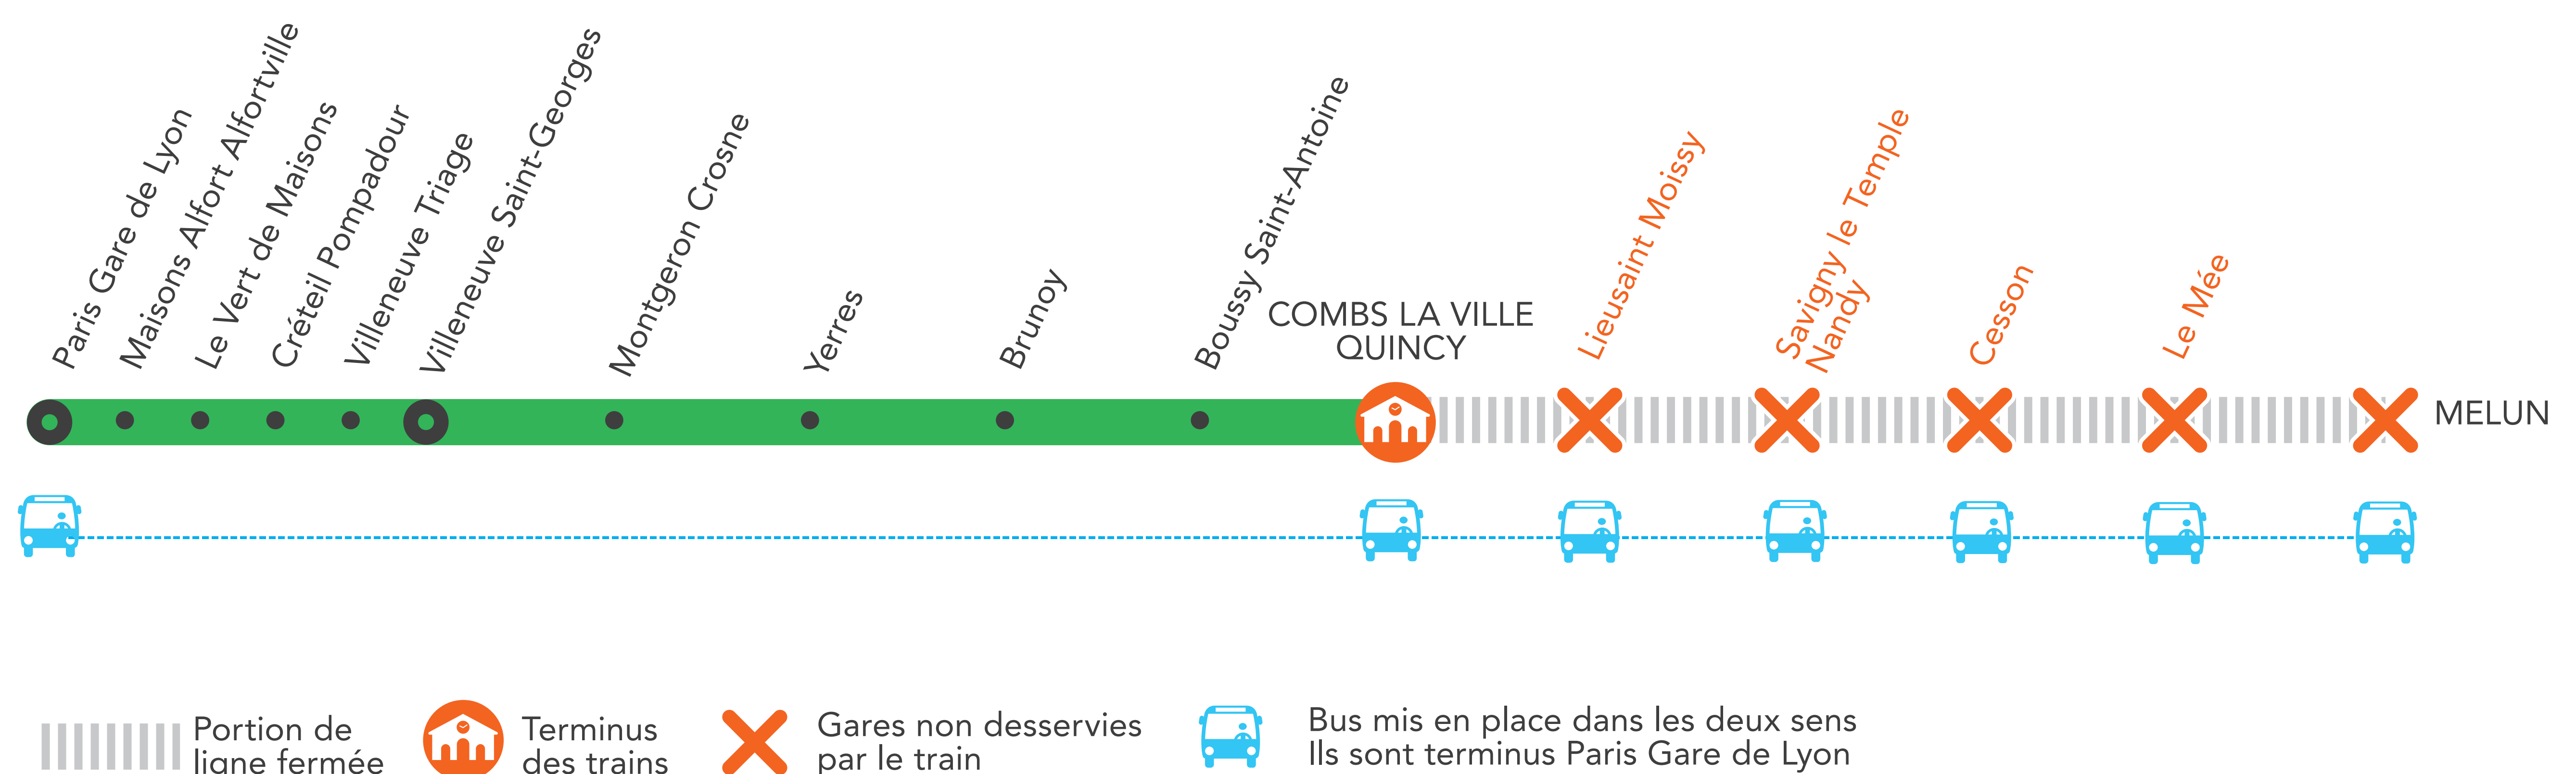 Paris Gare de Lyon
Maisons Alfort Alfortville
Le Vert de Maisons
Créteil Pompadour
Villeneuve Triage
Villeneuve Saint-Georges
Montgeron Crosne
Yerres
Brunoy
Boussy Saint-Antoine
COMBS LA VILLE
QUINCY
Lieusaint Moissy
Savigny le Temple
Nandy
Cesson
Le Mée
MELUN
Portion de
ligne fermée
Terminus
des trains
Gares non desservies
par le train
Bus mis en place dans les deux sens
Ils sont terminus Paris Gare de Lyon